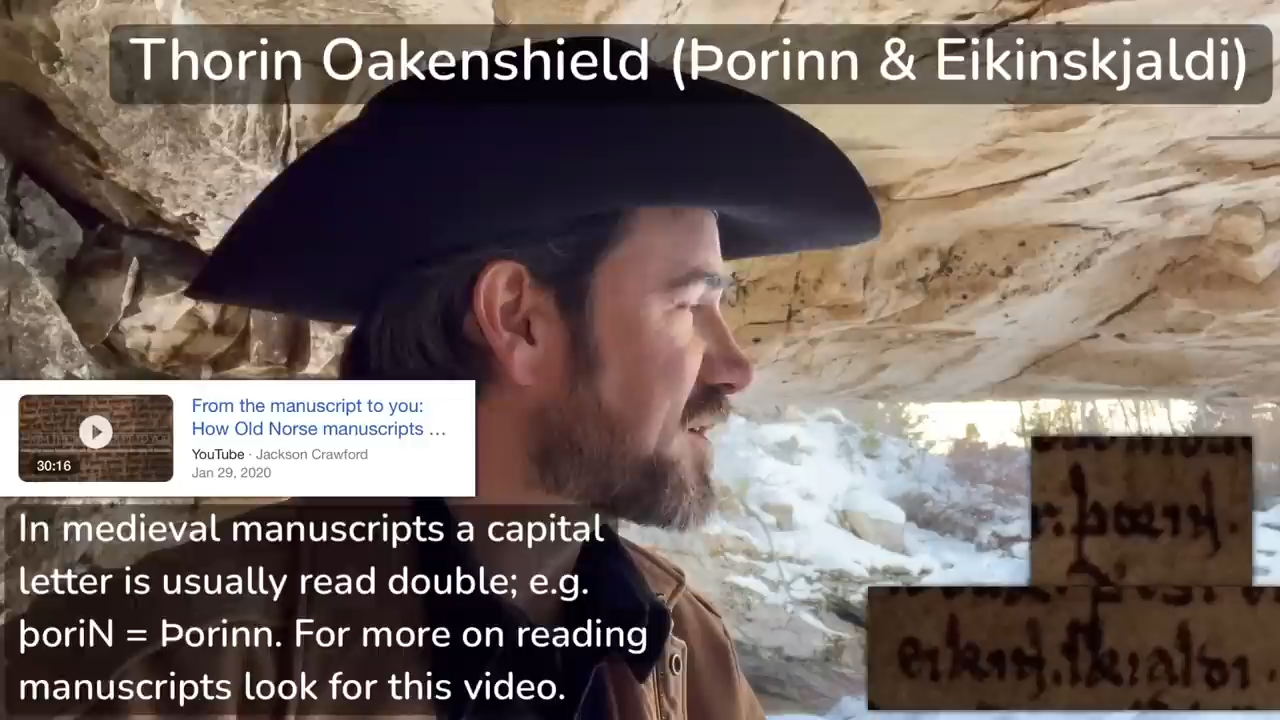 Thorin Oakenshield (Þorinn & Eikinskjaldi)
From the manuscript to you:
How Old Norse manuscripts …
YouTube · Jackson Crawford
Jan 29, 2020
30:16
In medieval manuscripts a capital
letter is usually read double; e.g.
þoriN = Þorinn. For more on reading
manuscripts look for this video.